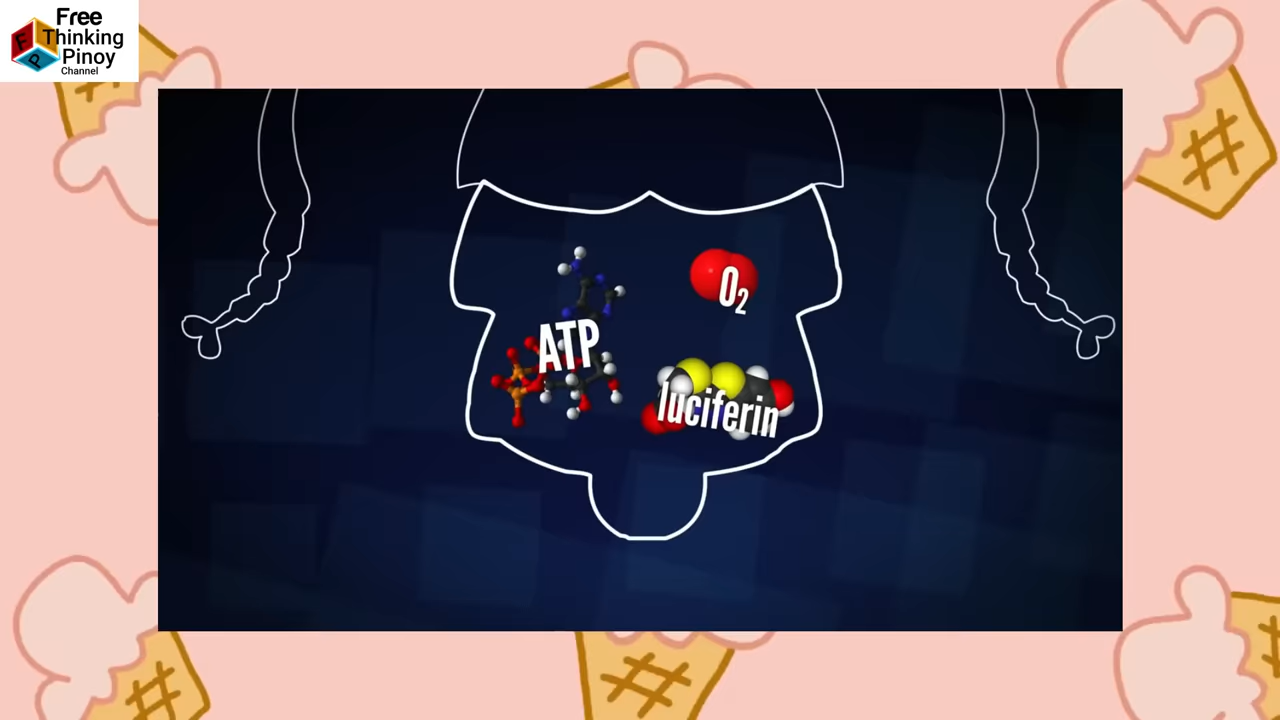 Free
Thinking
Pinoy
Channel
F
P
O₂
ATP
luciferin